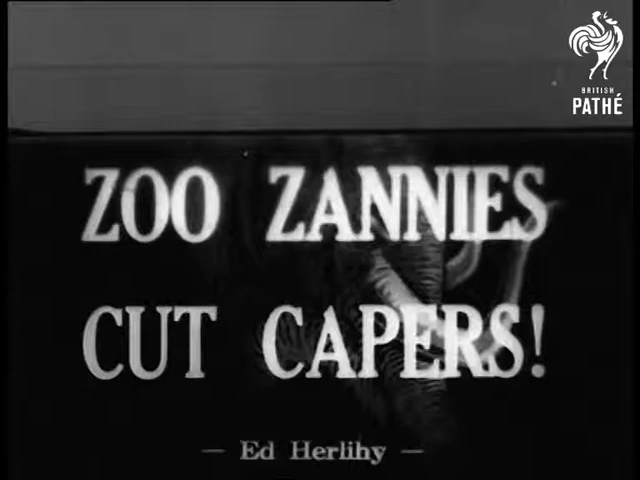 BRITISH
PATHÉ
ZOO ZANNIES
CUT CAPERS!
— Ed Herlihy —